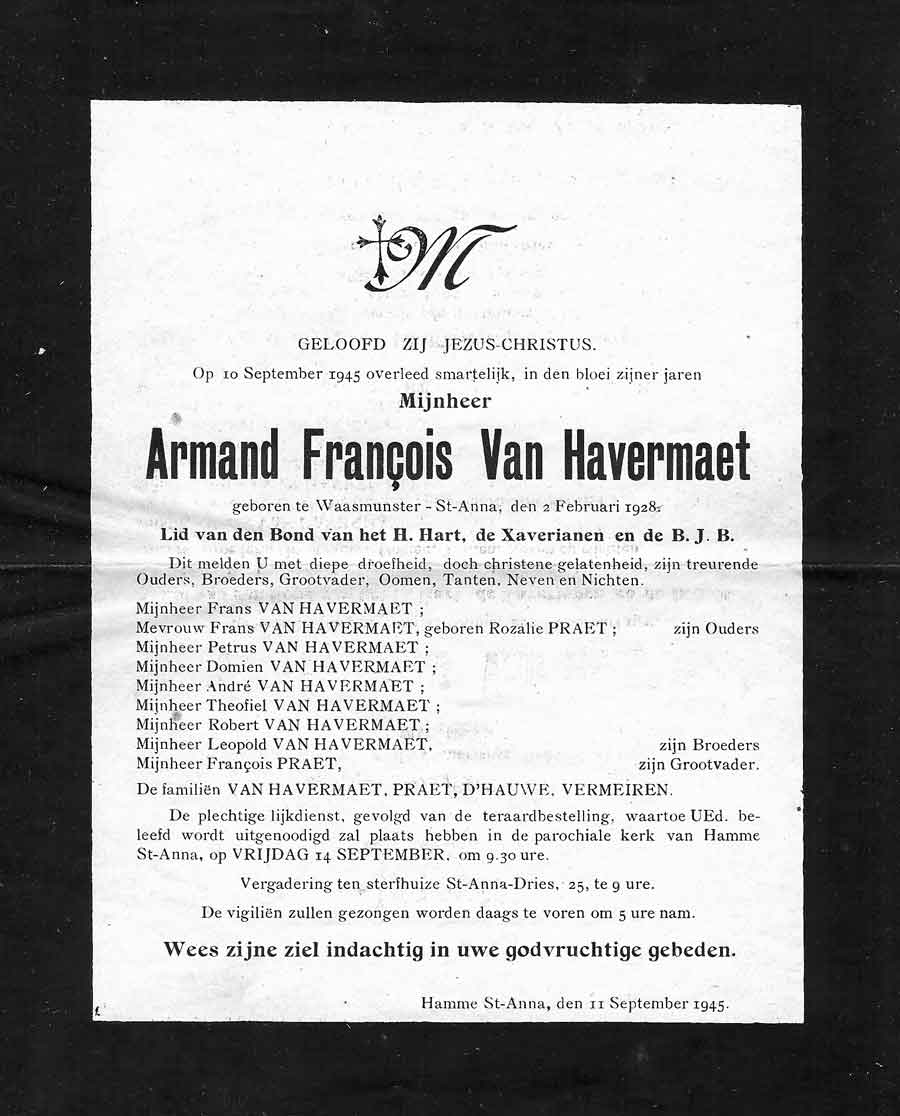 M
GELOOFD ZIJ JEZUS-CHRISTUS.
Op 10 September 1945 overleed smartelijk, in den bloei zijner jaren
Mijnheer
Armand François Van Havermaet
geboren te Waasmunster - St-Anna, den 2 Februari 1928.
Lid van den Bond van het H. Hart, de Xaverianen en de B. J. B.
Dit melden U met diepe droefheid, doch christene gelatenheid, zijn treurende
Ouders, Broeders, Grootvader, Oomen, Tanten, Neven en Nichten.
Mijnheer Frans VAN HAVERMAET ;
Mevrouw Frans VAN HAVERMAET, geboren Rozalie PRAET ; zijn Ouders
Mijnheer Petrus VAN HAVERMAET ;
Mijnheer Domien VAN HAVERMAET ;
Mijnheer André VAN HAVERMAET ;
Mijnheer Theofiel VAN HAVERMAET ;
Mijnheer Robert VAN HAVERMAET ;
Mijnheer Leopold VAN HAVERMAET, zijn Broeders
Mijnheer François PRAET, zijn Grootvader.
De familiën VAN HAVERMAET, PRAET, D'HAUWE, VERMEIREN.
De plechtige lijkdienst, gevolgd van de teraardbestelling, waartoe UEd. be-
leefd wordt uitgenoodigd zal plaats hebben in de parochiale kerk van Hamme
St-Anna, op VRIJDAG 14 SEPTEMBER, om 9.30 ure.
Vergadering ten sterfhuize St-Anna-Dries, 25, te 9 ure.
De vigiliën zullen gezongen worden daags te voren om 5 ure nam.
Wees zijne ziel indachtig in uwe godvruchtige gebeden.
Hamme St-Anna, den 11 September 1945.